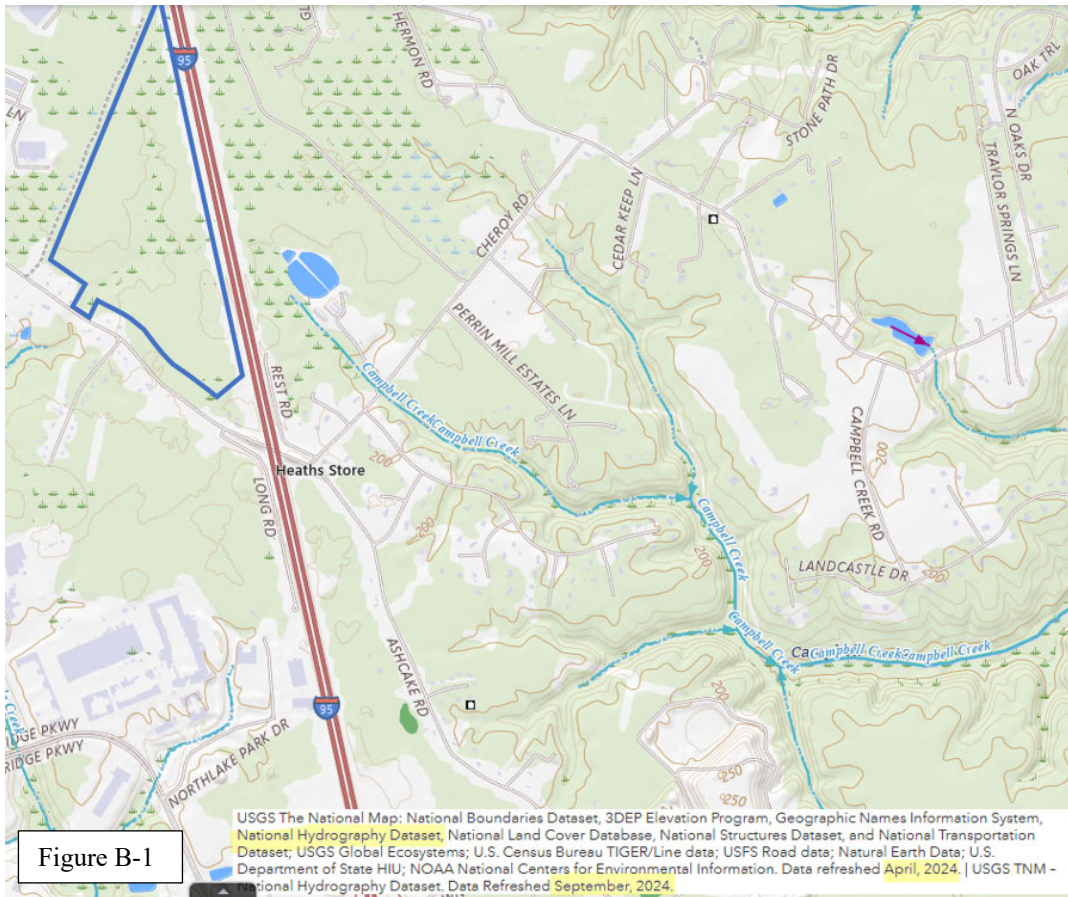 HERMON RD
GL
95
LN
STONE PATH DR
OAK TRL
N OAKS DR
TRAYLOR SPRINGS LN
CHEROY RD
CEDAR KEEP LN
PERRIN MILL ESTATES LN
REST RD
Campbell Creek
Campbell Creek
CAMPBELL CREEK RD
200
200
Heaths Store
LONG RD
200
Campbell Creek
200
LANDCASTLE DR
200
Campbell Creek
Ca
Campbell Creek
Campbell Creek
ASHCAKE RD
200
95
Creek
IDGE PKWY
RIDGE PKWY
NORTHLAKE PARK DR
250
250
USGS The National Map: National Boundaries Dataset, 3DEP Elevation Program, Geographic Names Information System,
National Hydrography Dataset, National Land Cover Database, National Structures Dataset, and National Transportation
Dataset; USGS Global Ecosystems; U.S. Census Bureau TIGER/Line data; USFS Road data; Natural Earth Data; U.S.
Department of State HIU; NOAA National Centers for Environmental Information. Data refreshed April, 2024. | USGS TNM –
National Hydrography Dataset. Data Refreshed September, 2024.
Figure B-1